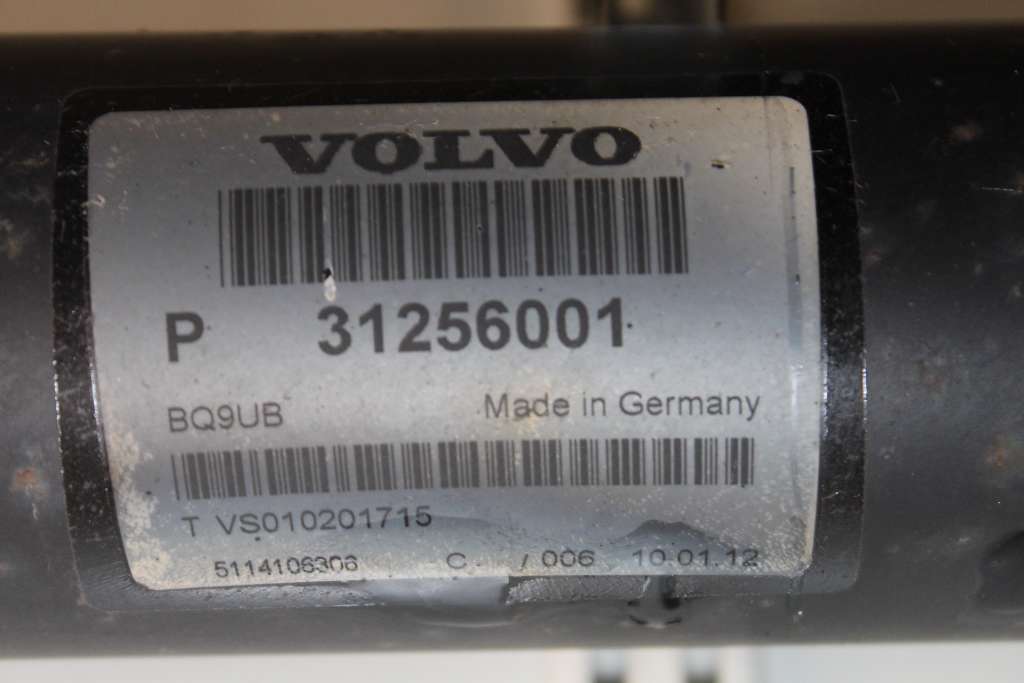 VOLVO
P 31256001
BQ9UB Made in Germany
T VS010201715
5114106306 C / 006 10.01.12